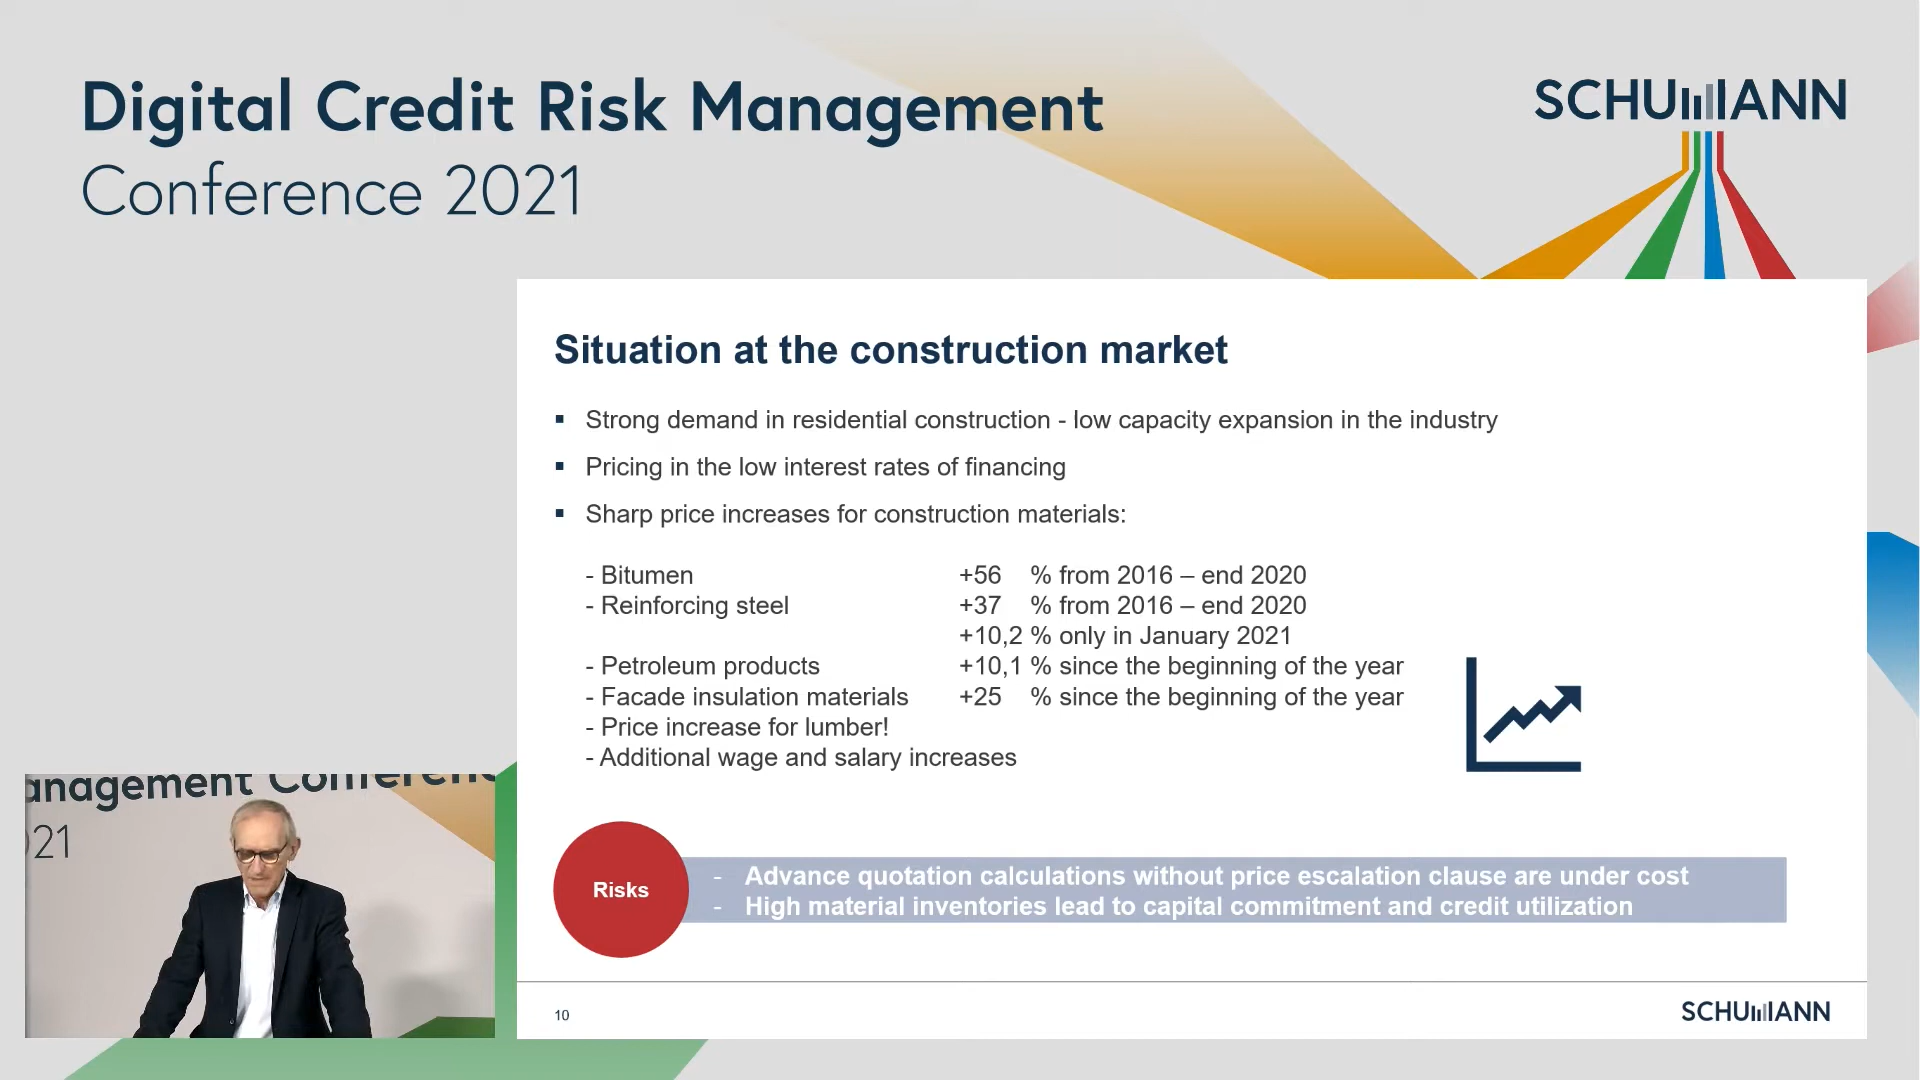 Digital Credit Risk Management
Conference 2021
SCHUMANN
Situation at the construction market
▪ Strong demand in residential construction - low capacity expansion in the industry
▪ Pricing in the low interest rates of financing
▪ Sharp price increases for construction materials:
- Bitumen +56 % from 2016 – end 2020
- Reinforcing steel +37 % from 2016 – end 2020
+10,2 % only in January 2021
- Petroleum products +10,1 % since the beginning of the year
- Facade insulation materials +25 % since the beginning of the year
- Price increase for lumber!
- Additional wage and salary increases
Risks
- Advance quotation calculations without price escalation clause are under cost
- High material inventories lead to capital commitment and credit utilization
10
SCHUMANN
anagement Conferenc
21